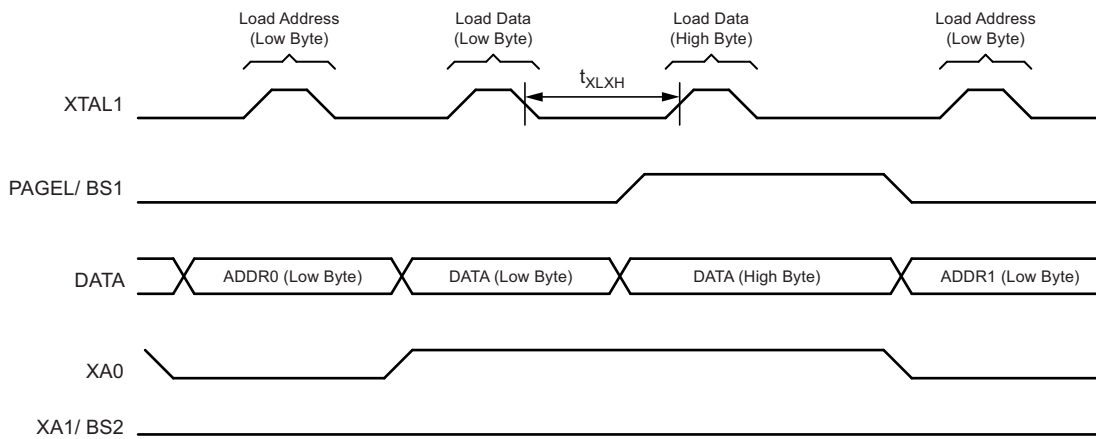 Load Address
(Low Byte)
Load Data
(Low Byte)
Load Data
(High Byte)
Load Address
(Low Byte)
tXLXH
XTAL1
PAGEL/ BS1
DATA
ADDR0 (Low Byte)
DATA (Low Byte)
DATA (High Byte)
ADDR1 (Low Byte)
XA0
XA1/ BS2